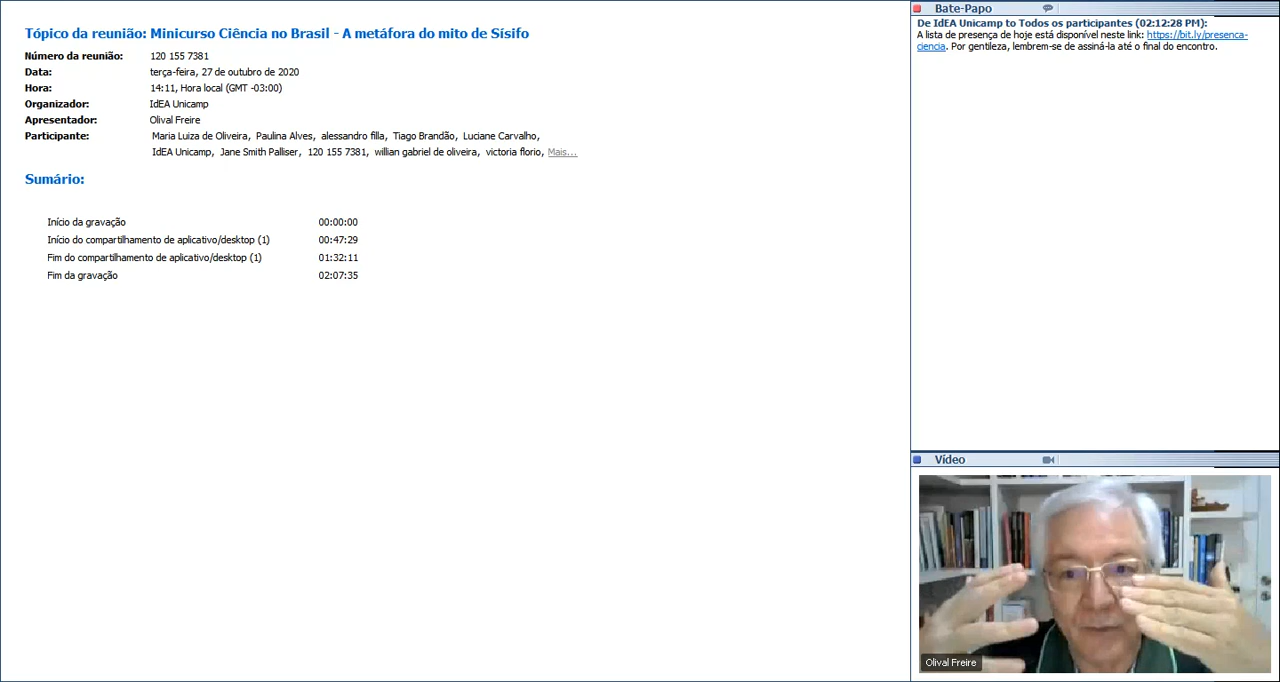 Tópico da reunião: Minicurso Ciência no Brasil - A metáfora do mito de Sísifo
Número da reunião: 120 155 7381
Data: terça-feira, 27 de outubro de 2020
Hora: 14:11, Hora local (GMT -03:00)
Organizador: IdEA Unicamp
Apresentador: Olival Freire
Participante: Maria Luiza de Oliveira, Paulina Alves, alessandro filla, Tiago Brandão, Luciane Carvalho,
IdEA Unicamp, Jane Smith Palliser, 120 155 7381, willian gabriel de oliveira, victoria florio, Mais...
Sumário:
Início da gravação 00:00:00
Início do compartilhamento de aplicativo/desktop (1) 00:47:29
Fim do compartilhamento de aplicativo/desktop (1) 01:32:11
Fim da gravação 02:07:35
Bate-Papo
De IdEA Unicamp to Todos os participantes (02:12:28 PM):
A lista de presença de hoje está disponível neste link: https://bit.ly/presenca-
ciencia. Por gentileza, lembrem-se de assiná-la até o final do encontro.
Vídeo
Olival Freire